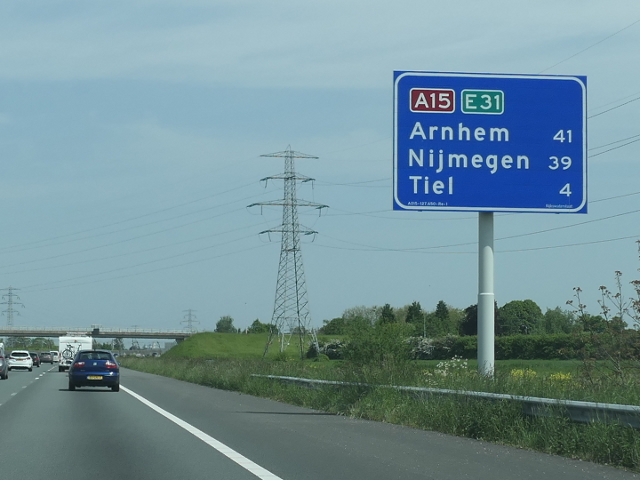 A15 E31
Arnhem 41
Nijmegen 39
Tiel 4